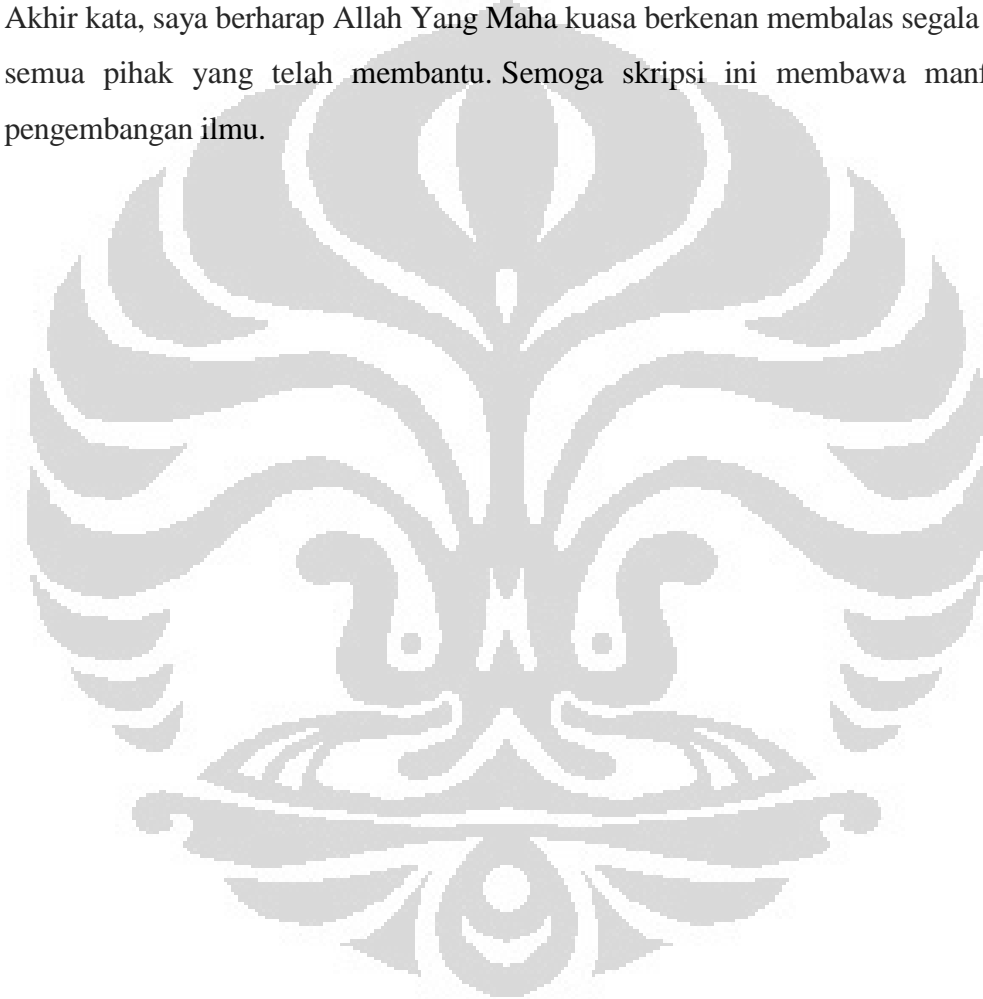 Akhir kata, saya berharap Allah Yang Maha kuasa berkenan membalas segala
semua pihak yang telah membantu. Semoga skripsi ini membawa
pengembangan ilmu.